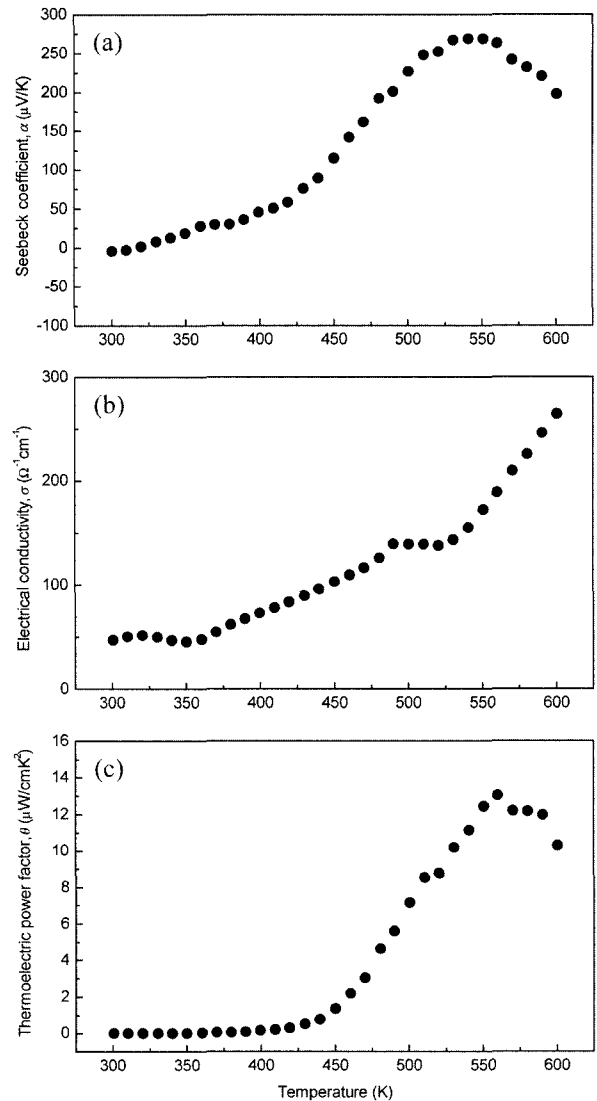 (a)
Seebeck coefficient, α (μV/K)
300
250
200
150
100
50
0
-50
-100
300 350 400 450 500 550 600
(b)
Electrical conductivity, σ (Ω⁻¹cm⁻¹)
300
200
100
0
300 350 400 450 500 550 600
(c)
Thermoelectric power factor, θ (μW/cmK²)
16
14
12
10
8
6
4
2
0
300 350 400 450 500 550 600
Temperature (K)